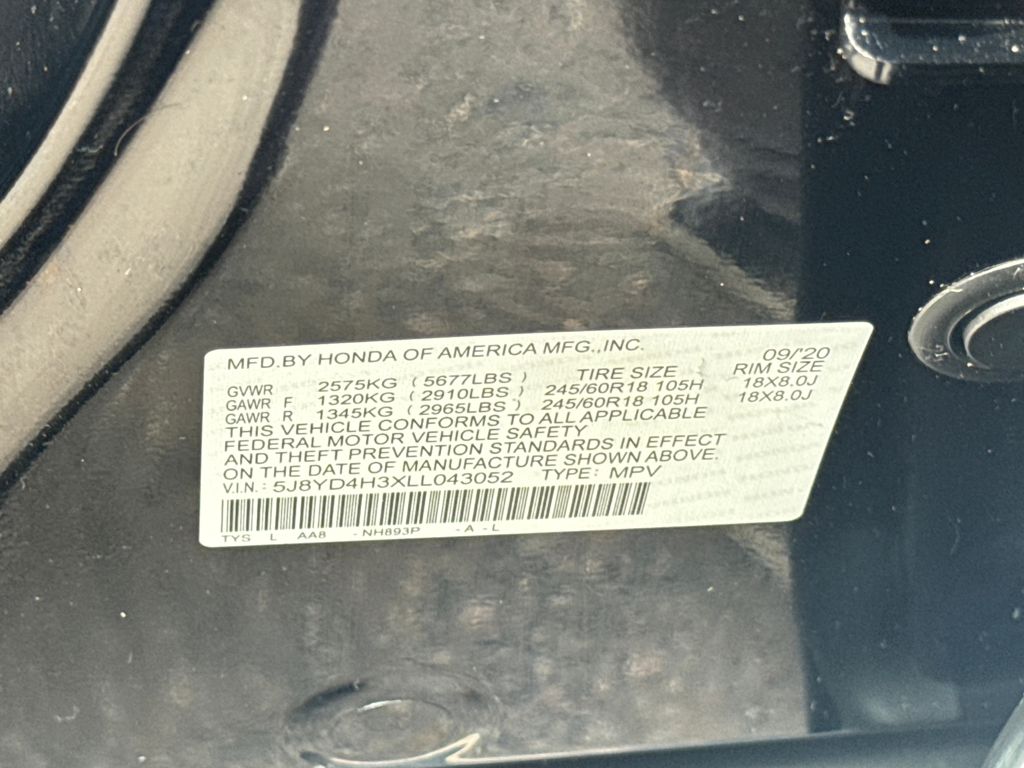 MFD.BY HONDA OF AMERICA MFG.,INC. 09/'20
GVWR 2575KG (5677LBS) TIRE SIZE RIM SIZE
GAWR F 1320KG (2910LBS) 245/60R18 105H 18X8.0J
GAWR R 1345KG (2965LBS) 245/60R18 105H 18X8.0J
THIS VEHICLE CONFORMS TO ALL APPLICABLE
FEDERAL MOTOR VEHICLE SAFETY
AND THEFT PREVENTION STANDARDS IN EFFECT
ON THE DATE OF MANUFACTURE SHOWN ABOVE.
V.IN.: 5J8YD4H3XLL043052 TYPE: MPV
TYS L AA8 - NH893P - A - L